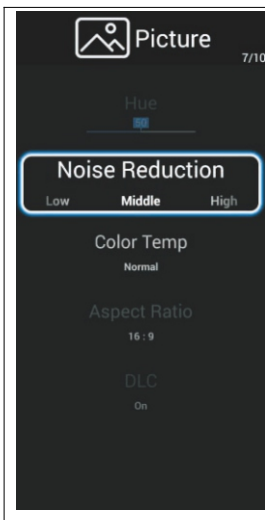 Picture
7/10
Hue
50
Noise Reduction
Low Middle High
Color Temp
Normal
Aspect Ratio
16 : 9
DLC
On